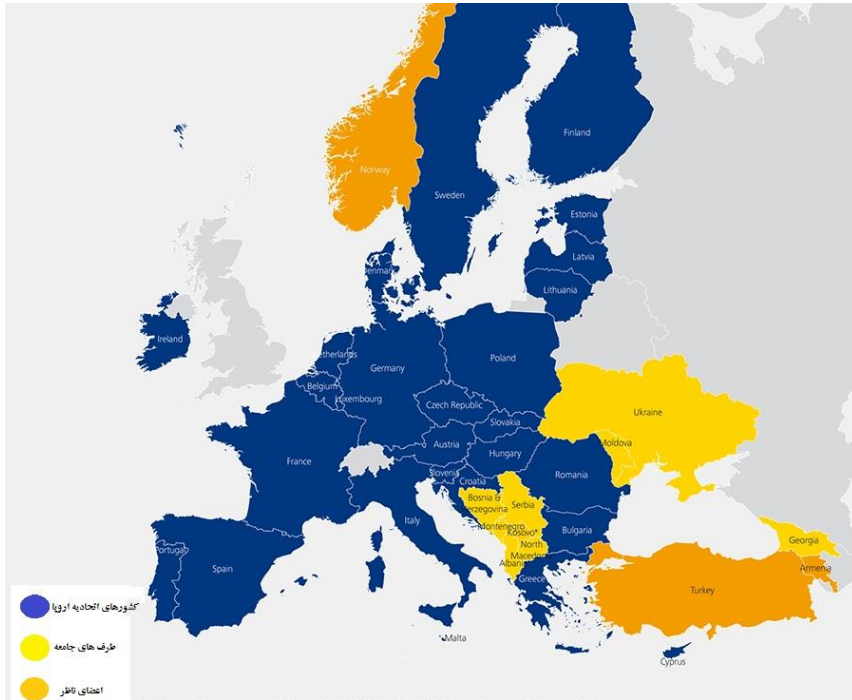 Finland
Norway
Sweden
Estonia
Latvia
Denmark
Lithuania
Ireland
Netherlands
Poland
Germany
Belgium
Luxembourg
Czech Republic
Ukraine
Slovakia
Moldova
Austria
Hungary
France
Romania
Slovenia
Croatia
Bosnia &
Herzegovina
Serbia
Italy
Montenegro
Kosovo*
Bulgaria
Georgia
North
Macedonia
Portugal
Spain
Albania
Armenia
Greece
Turkey
Malta
Cyprus
کشورهای اتحادیه اروپا
طرف های جامعه
اعضای ناظر